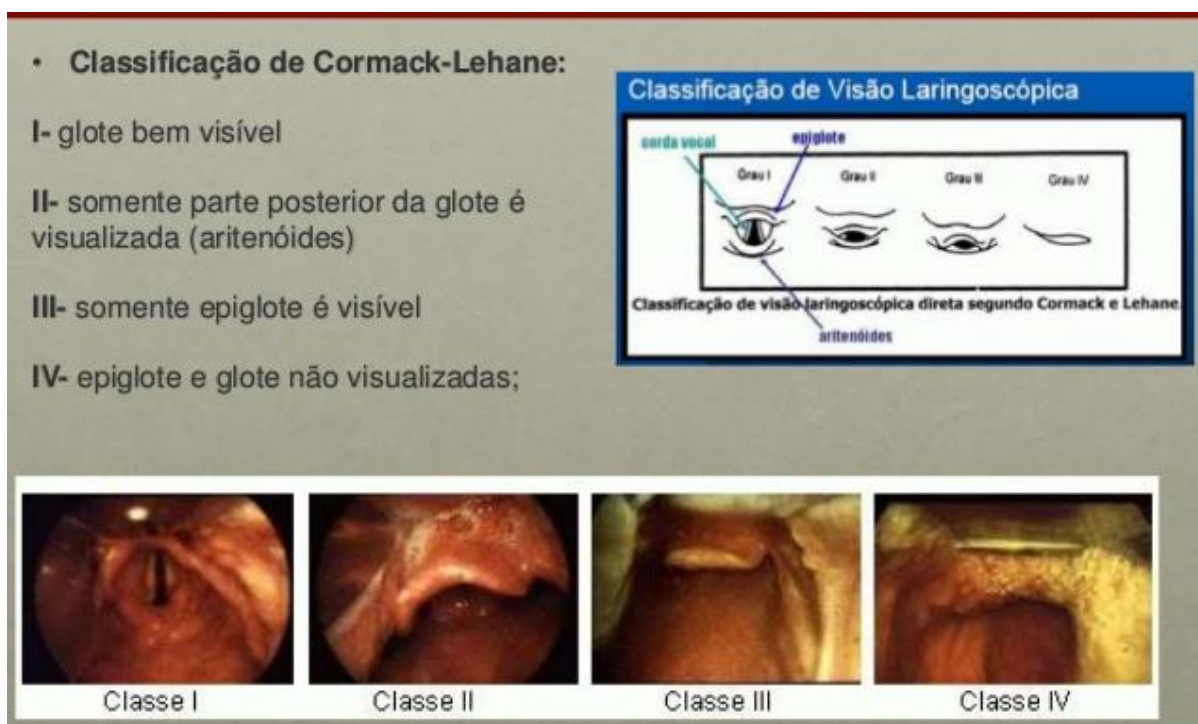 • Classificação de Cormack-Lehane:
I- glote bem visível
II- somente parte posterior da glote é
visualizada (aritenóides)
III- somente epiglote é visível
IV- epiglote e glote não visualizadas;
Classificação de Visão Laringoscópica
corda vocal
epiglote
Grau I
Grau II
Grau III
Grau IV
Classificação de visão laringoscópica direta segundo Cormack e Lehane
aritenóides
Classe I
Classe II
Classe III
Classe IV